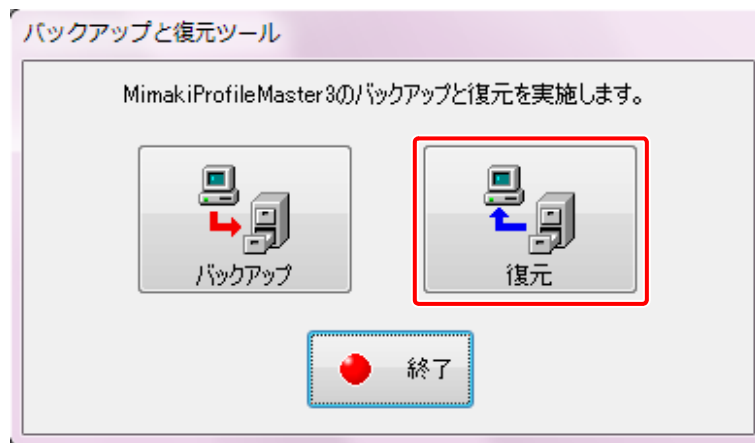 バックアップと復元ツール
MimakiProfileMaster3のバックアップと復元を実施します。
バックアップ
復元
終了